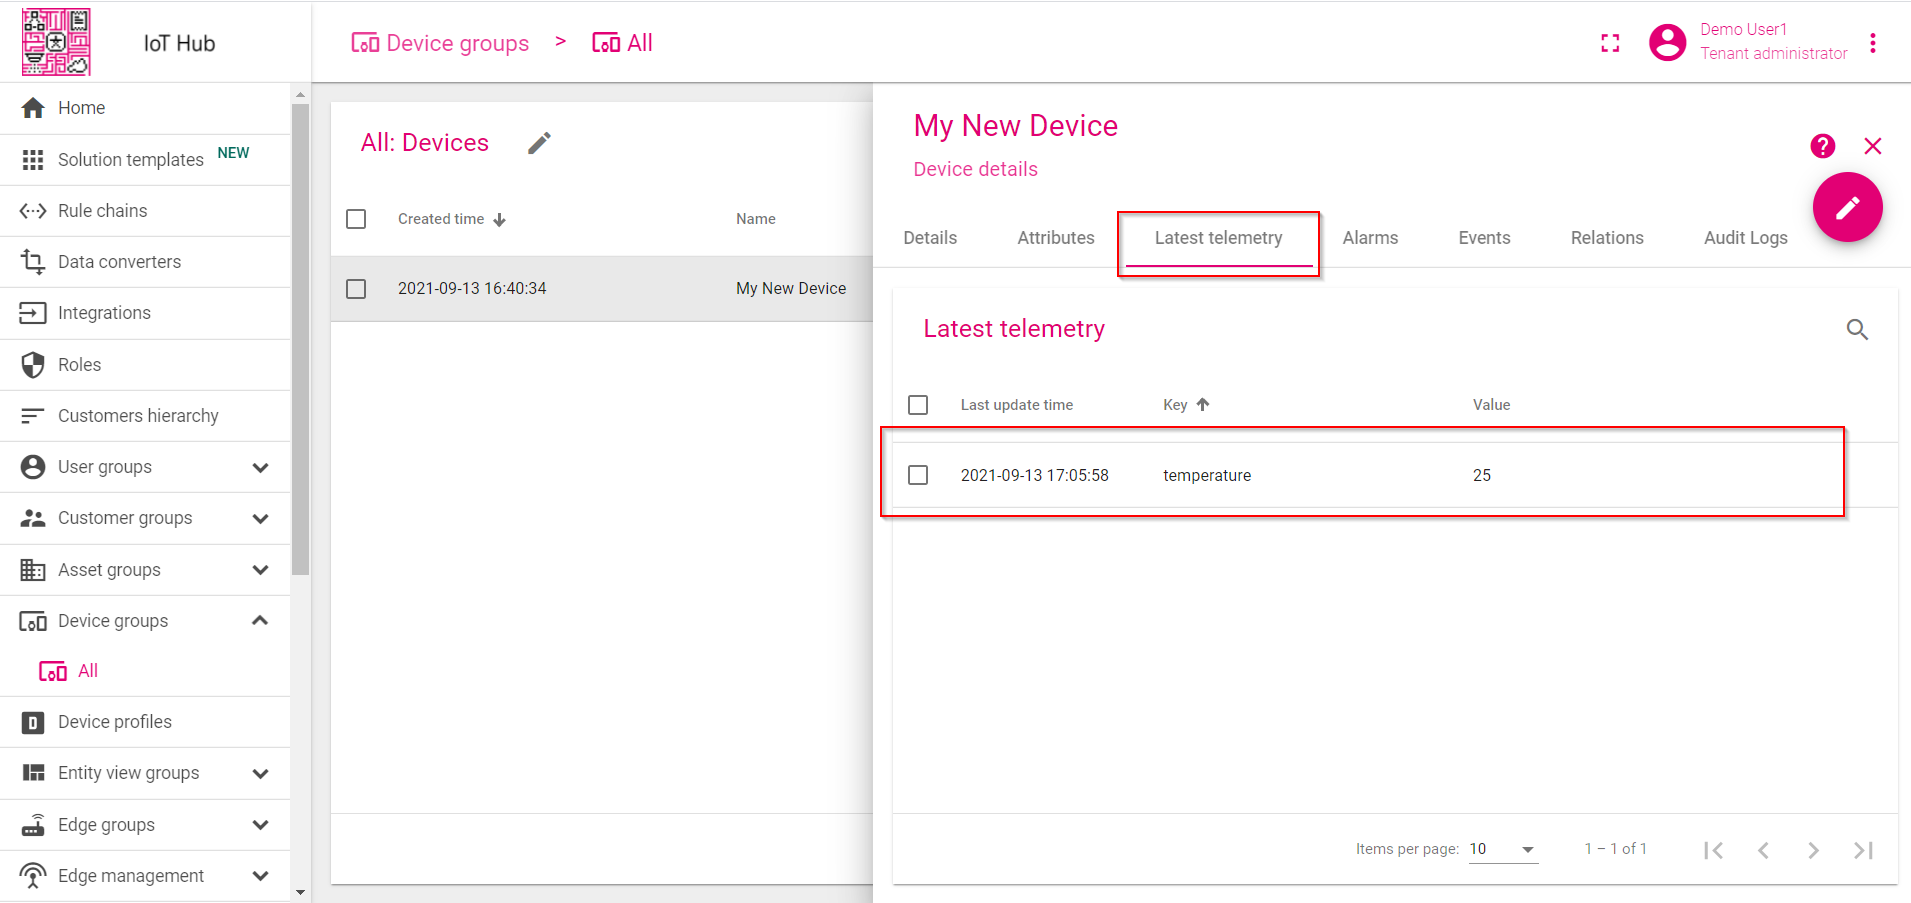 IoT Hub
Device groups > All
Demo User1
Tenant administrator
Home
Solution templates NEW
Rule chains
Data converters
Integrations
Roles
Customers hierarchy
User groups
Customer groups
Asset groups
Device groups
All
Device profiles
Entity view groups
Edge groups
Edge management
All: Devices
Created time Name
2021-09-13 16:40:34 My New Device
My New Device
Device details
Details Attributes Latest telemetry Alarms Events Relations Audit Logs
Latest telemetry
Last update time Key Value
2021-09-13 17:05:58 temperature 25
Items per page: 10 1 – 1 of 1